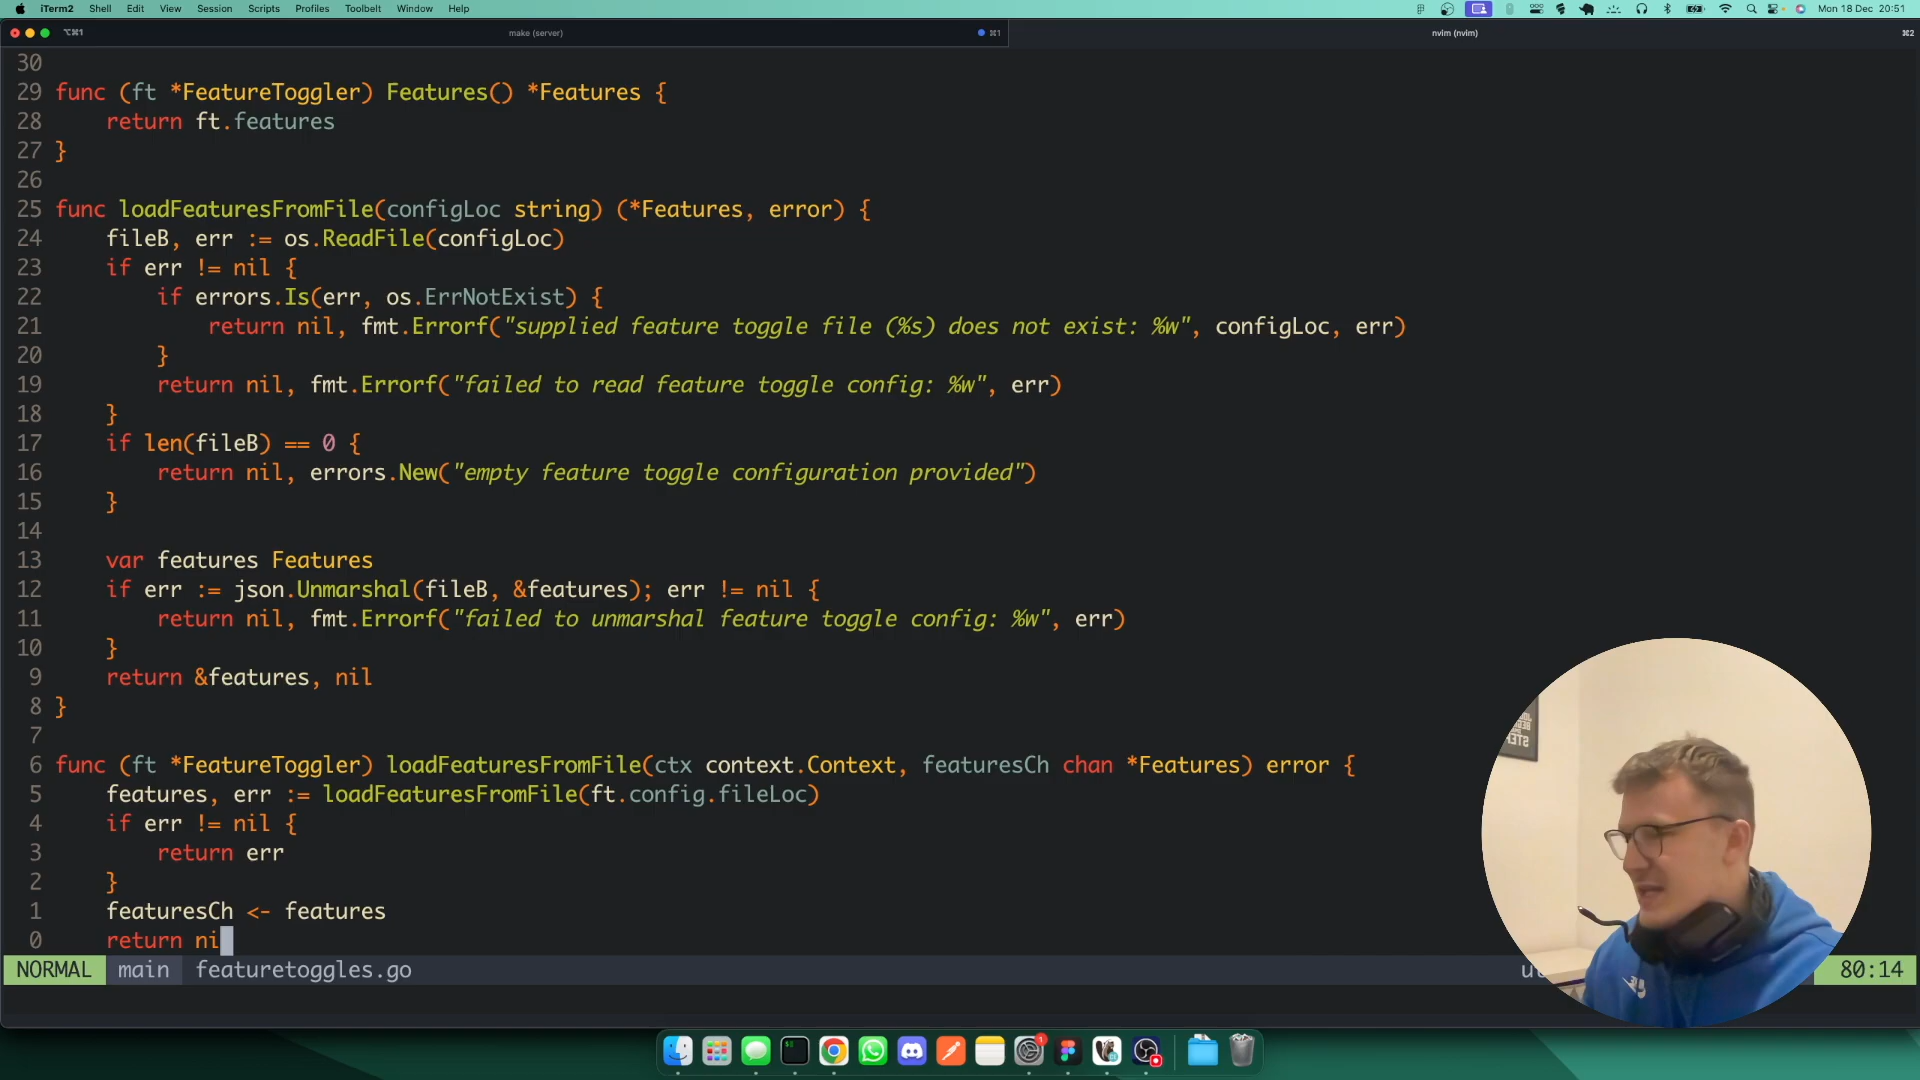 iTerm2 Shell Edit View Session Scripts Profiles Toolbelt Window Help Mon 18 Dec 20:51
⌥⌘1 make (server) ⌘1 nvim (nvim) ⌘2
30
29 func (ft *FeatureToggler) Features() *Features {
28 return ft.features
27 }
26
25 func loadFeaturesFromFile(configLoc string) (*Features, error) {
24 fileB, err := os.ReadFile(configLoc)
23 if err != nil {
22 if errors.Is(err, os.ErrNotExist) {
21 return nil, fmt.Errorf("supplied feature toggle file (%s) does not exist: %w", configLoc, err)
20 }
19 return nil, fmt.Errorf("failed to read feature toggle config: %w", err)
18 }
17 if len(fileB) == 0 {
16 return nil, errors.New("empty feature toggle configuration provided")
15 }
14
13 var features Features
12 if err := json.Unmarshal(fileB, &features); err != nil {
11 return nil, fmt.Errorf("failed to unmarshal feature toggle config: %w", err)
10 }
9 return &features, nil
8 }
7
6 func (ft *FeatureToggler) loadFeaturesFromFile(ctx context.Context, featuresCh chan *Features) error {
5 features, err := loadFeaturesFromFile(ft.config.fileLoc)
4 if err != nil {
3 return err
2 }
1 featuresCh <- features
0 return ni
NORMAL main featuretoggles.go 80:14